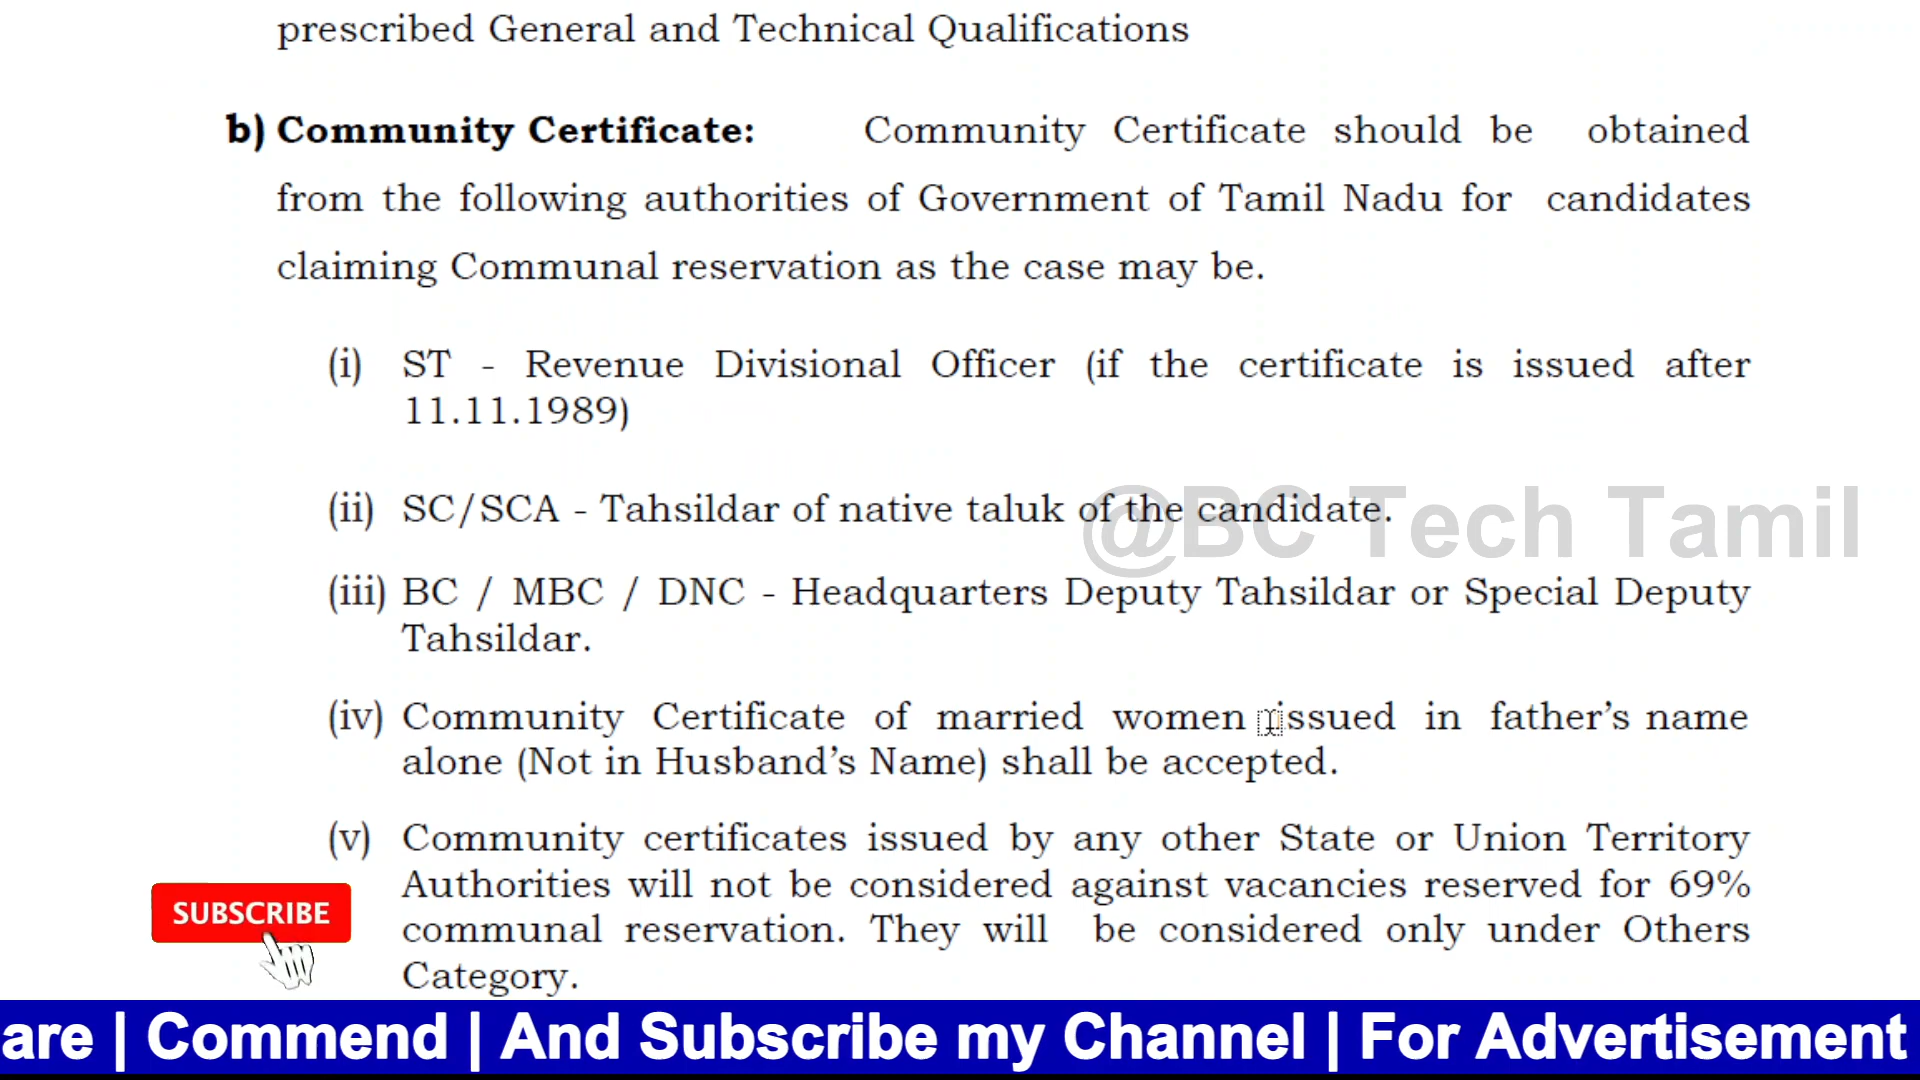 prescribed General and Technical Qualifications
b) Community Certificate: Community Certificate should be obtained
from the following authorities of Government of Tamil Nadu for candidates
claiming Communal reservation as the case may be.
(i) ST - Revenue Divisional Officer (if the certificate is issued after
11.11.1989)
(ii) SC/SCA - Tahsildar of native taluk of the candidate.
@BC Tech Tamil
(iii) BC / MBC / DNC - Headquarters Deputy Tahsildar or Special Deputy
Tahsildar.
(iv) Community Certificate of married women issued in father's name
alone (Not in Husband's Name) shall be accepted.
(v) Community certificates issued by any other State or Union Territory
Authorities will not be considered against vacancies reserved for 69%
communal reservation. They will be considered only under Others
Category.
SUBSCRIBE
are | Commend | And Subscribe my Channel | For Advertisement